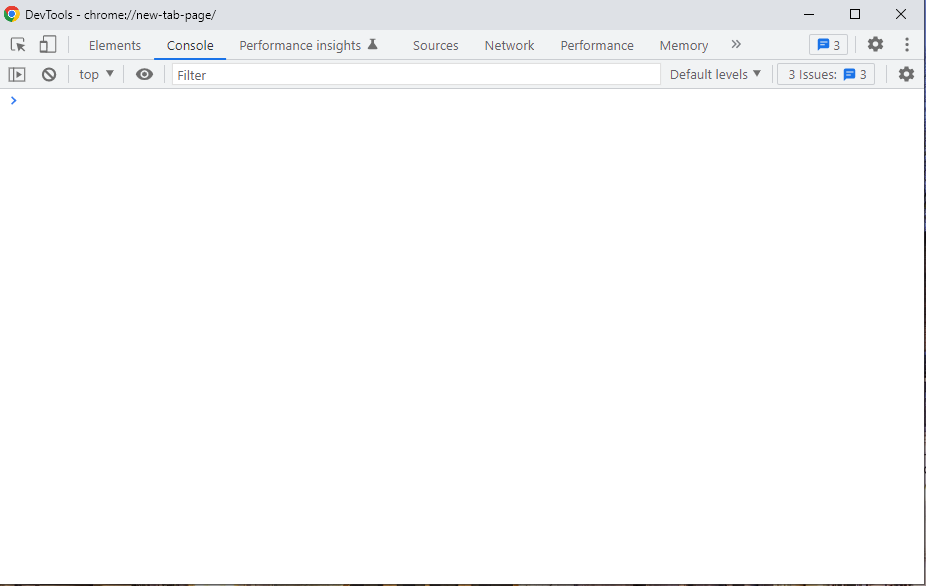 DevTools - chrome://new-tab-page/
Elements Console Performance insights Sources Network Performance Memory » 3
top Filter Default levels 3 Issues: 3